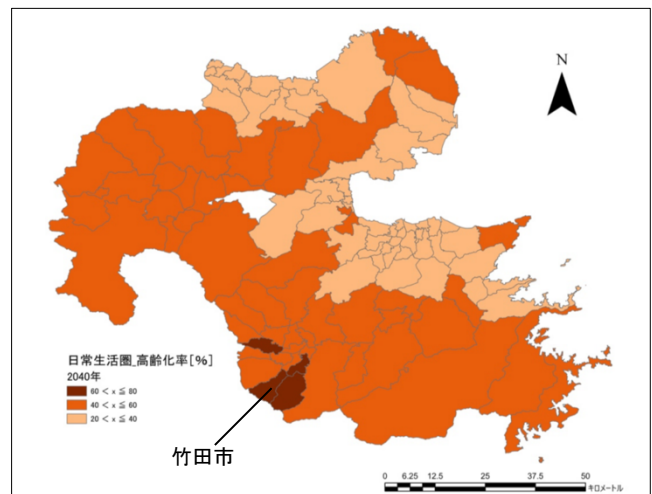 N
日常生活圏_高齢化率[%]
2040年
60 < x ≦ 80
40 < x ≦ 60
20 < x ≦ 40
竹田市
0 6.25 12.5 25 37.5 50
キロメートル